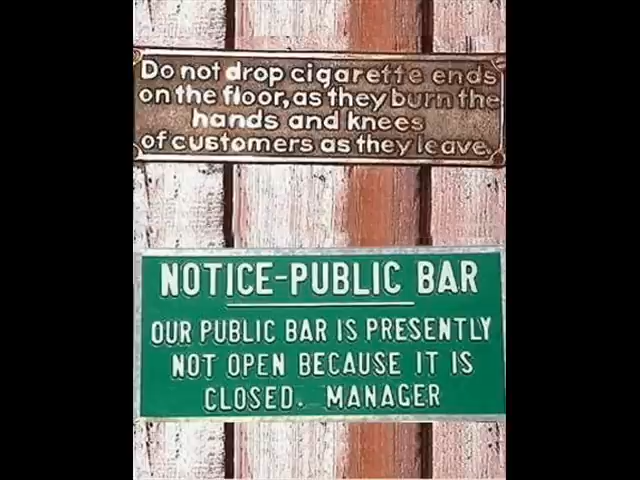 Do not drop cigarette ends
on the floor, as they burn the
hands and knees
of customers as they leave.
NOTICE-PUBLIC BAR
OUR PUBLIC BAR IS PRESENTLY
NOT OPEN BECAUSE IT IS
CLOSED. MANAGER